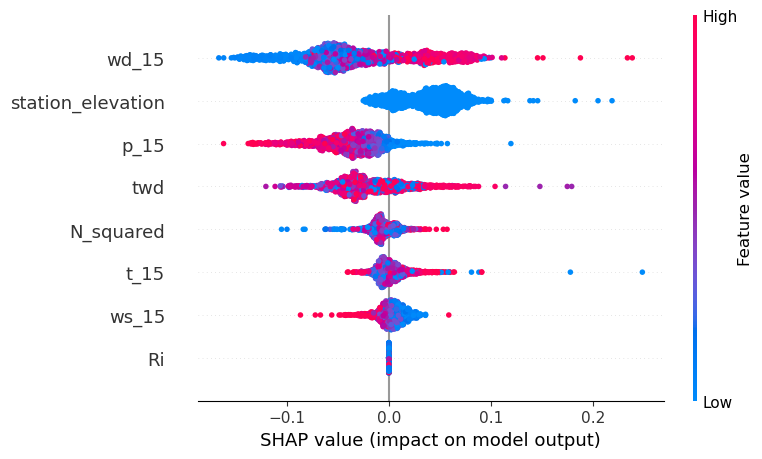 High
wd_15
station_elevation
p_15
twd
N_squared
t_15
ws_15
Ri
Feature value
Low
−0.1 0.0 0.1 0.2
SHAP value (impact on model output)